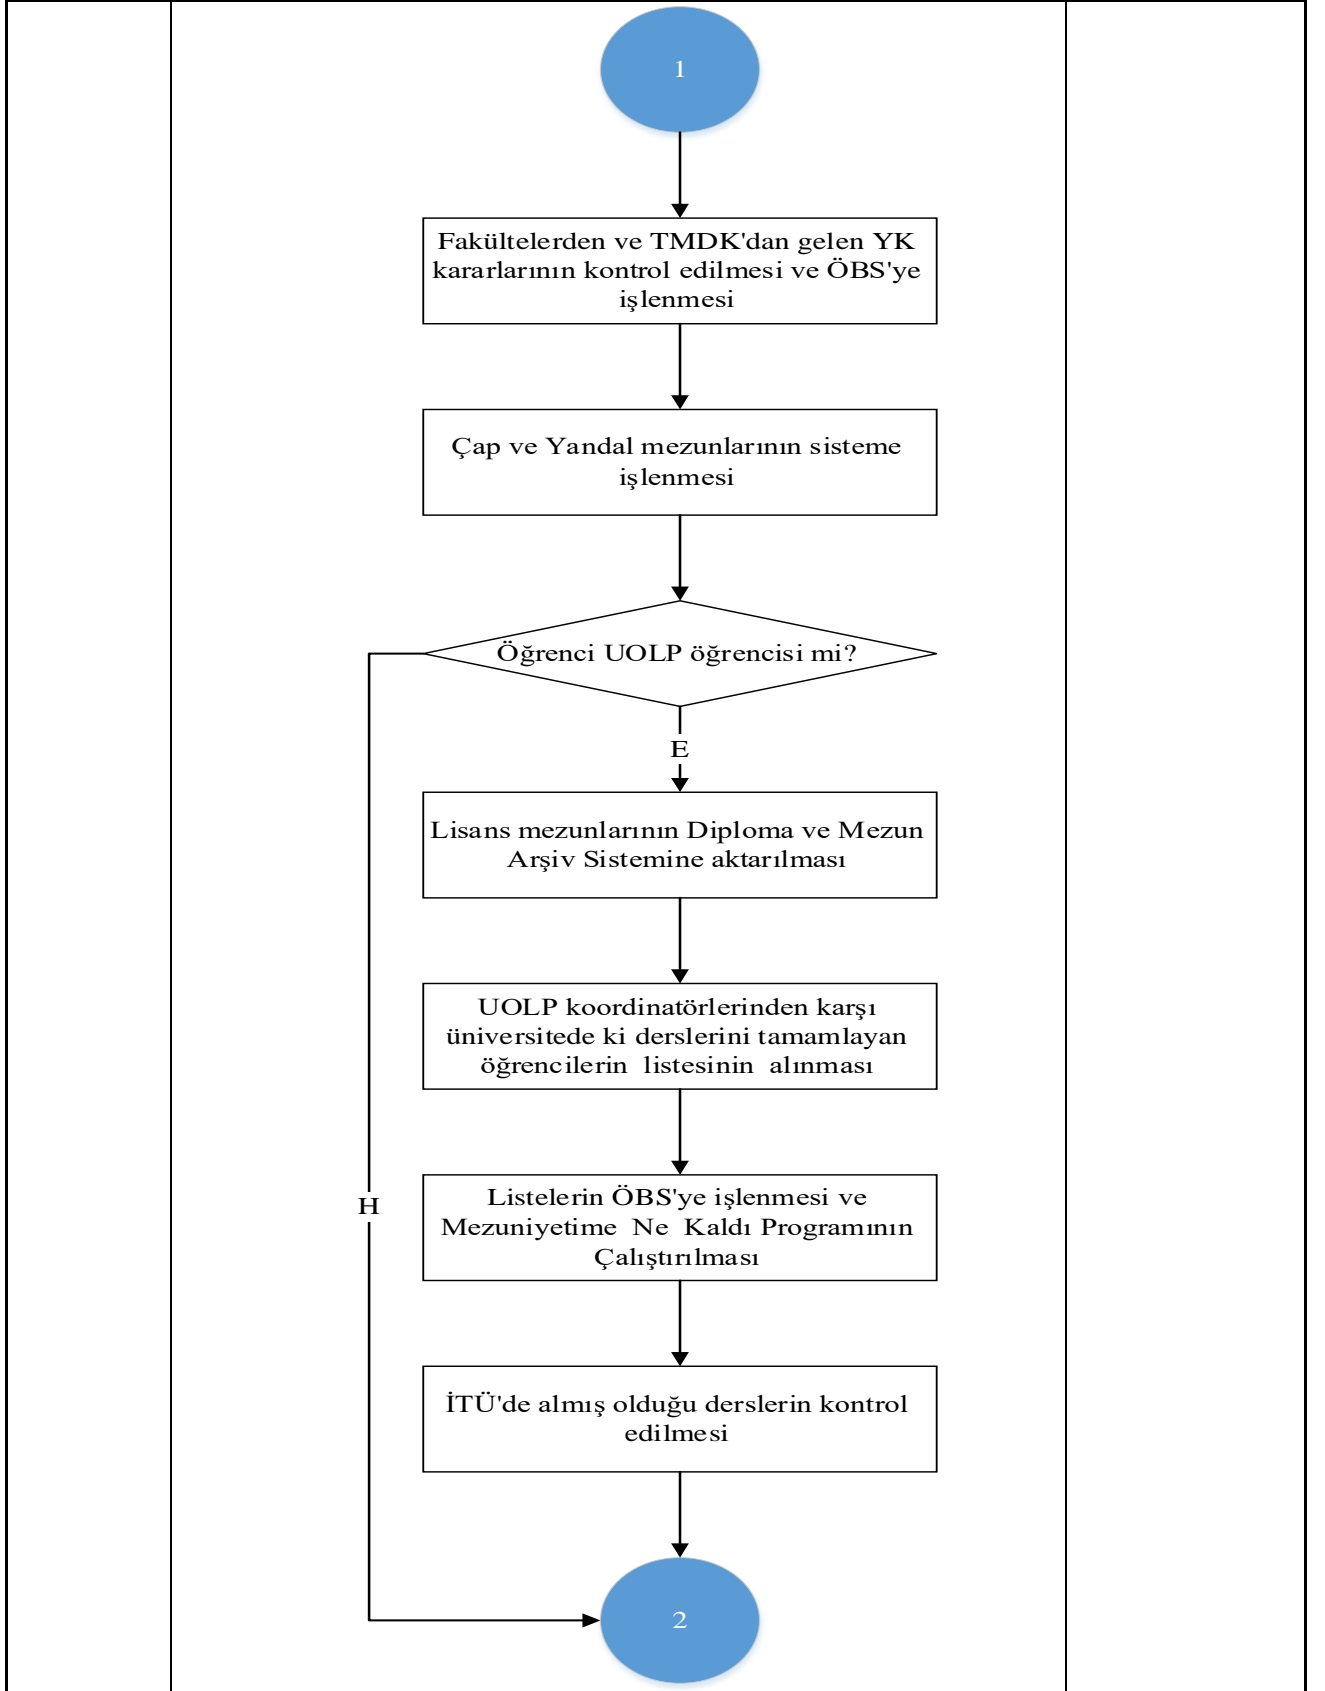 1
Fakültelerden ve TMDK'dan gelen YK
kararlarının kontrol edilmesi ve ÖBS'ye
işlenmesi
Çap ve Yandal mezunlarının sisteme
işlenmesi
Öğrenci UOLP öğrencisi mi?
E
Lisans mezunlarının Diploma ve Mezun
Arşiv Sistemine aktarılması
UOLP koordinatörlerinden karşı
üniversitede ki derslerini tamamlayan
öğrencilerin listesinin alınması
H
Listelerin ÖBS'ye işlenmesi ve
Mezuniyetime Ne Kaldı Programının
Çalıştırılması
İTÜ'de almış olduğu derslerin kontrol
edilmesi
2